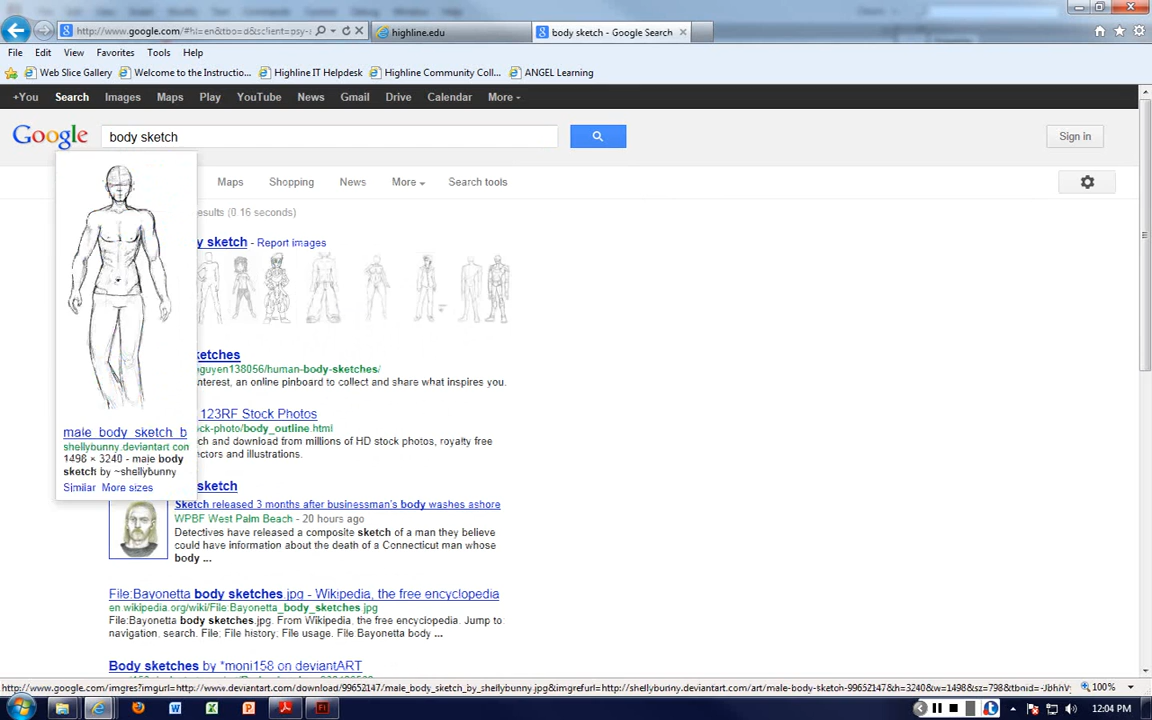 http://www.google.com/#hl=en&tbo=d&sclient=psy-a
highline.edu
body sketch - Google Search
File Edit View Favorites Tools Help
Web Slice Gallery Welcome to the Instructio... Highline IT Helpdesk Highline Community Coll... ANGEL Learning
+You Search Images Maps Play YouTube News Gmail Drive Calendar More
Google body sketch Sign in
Maps Shopping News More Search tools
esults (0.16 seconds)
y sketch - Report images
ketches
nguyen138056/human-body-sketches/
interest, an online pinboard to collect and share what inspires you.
123RF Stock Photos
ck-photo/body_outline.html
ch and download from millions of HD stock photos, royalty free
ectors and illustrations.
male_body_sketch_b
shellybunny.deviantart.com
1498 × 3240 - male body
sketch by ~shellybunny
Similar More sizes
sketch
Sketch released 3 months after businessman's body washes ashore
WPBF West Palm Beach - 20 hours ago
Detectives have released a composite sketch of a man they believe
could have information about the death of a Connecticut man whose
body ...
File:Bayonetta body sketches.jpg - Wikipedia, the free encyclopedia
en.wikipedia.org/wiki/File:Bayonetta_body_sketches.jpg
File:Bayonetta body sketches.jpg. From Wikipedia, the free encyclopedia. Jump to:
navigation, search. File; File history; File usage. File Bayonetta body ...
Body sketches by *moni158 on deviantART
http://www.google.com/imgres?imgurl=http://www.deviantart.com/download/99652147/male_body_sketch_by_shellybunny.jpg&imgrefurl=http://shellybunny.deviantart.com/art/male-body-sketch-99652147&h=3240&w=1498&sz=798&tbnid=-JbhhV
100%
12:04 PM